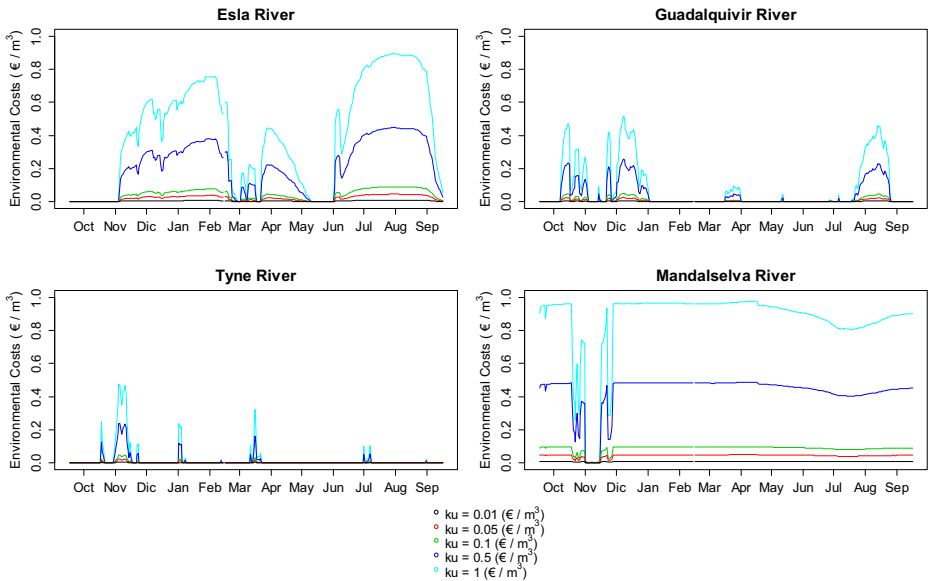 Esla River
Environmental Costs ( € / m3)
1.0
0.8
0.6
0.4
0.2
0.0
Oct Nov Dic Jan Feb Mar Apr May Jun Jul Aug Sep
Guadalquivir River
Environmental Costs ( € / m3)
1.0
0.8
0.6
0.4
0.2
0.0
Oct Nov Dic Jan Feb Mar Apr May Jun Jul Aug Sep
Tyne River
Environmental Costs ( € / m3)
1.0
0.8
0.6
0.4
0.2
0.0
Oct Nov Dic Jan Feb Mar Apr May Jun Jul Aug Sep
Mandalselva River
Environmental Costs ( € / m3)
1.0
0.8
0.6
0.4
0.2
0.0
Oct Nov Dic Jan Feb Mar Apr May Jun Jul Aug Sep
ku = 0.01 (€ / m3)
ku = 0.05 (€ / m3)
ku = 0.1 (€ / m3)
ku = 0.5 (€ / m3)
ku = 1 (€ / m3)